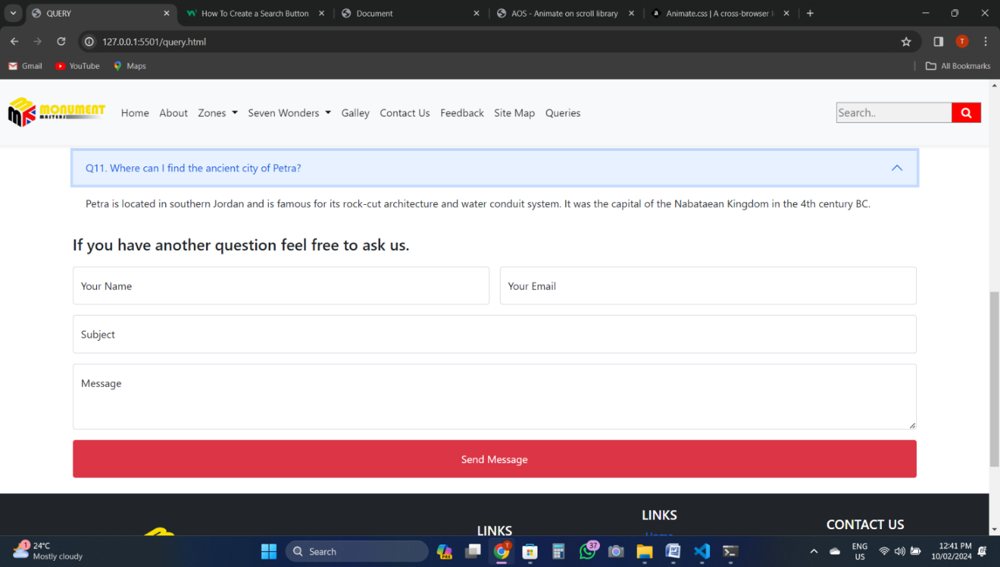 QUERY
How To Create a Search Button
Document
AOS - Animate on scroll library
Animate.css | A cross-browser
127.0.0.1:5501/query.html
T
Gmail
YouTube
Maps
All Bookmarks
MONUMENT
MASTERS
Home
About
Zones
Seven Wonders
Galley
Contact Us
Feedback
Site Map
Queries
Search..
Q11. Where can I find the ancient city of Petra?
Petra is located in southern Jordan and is famous for its rock-cut architecture and water conduit system. It was the capital of the Nabataean Kingdom in the 4th century BC.
If you have another question feel free to ask us.
Your Name
Your Email
Subject
Message
Send Message
LINKS
LINKS
Home
CONTACT US
1
24°C
Mostly cloudy
Search
PRE
T
37
ENG
US
12:41 PM
10/02/2024